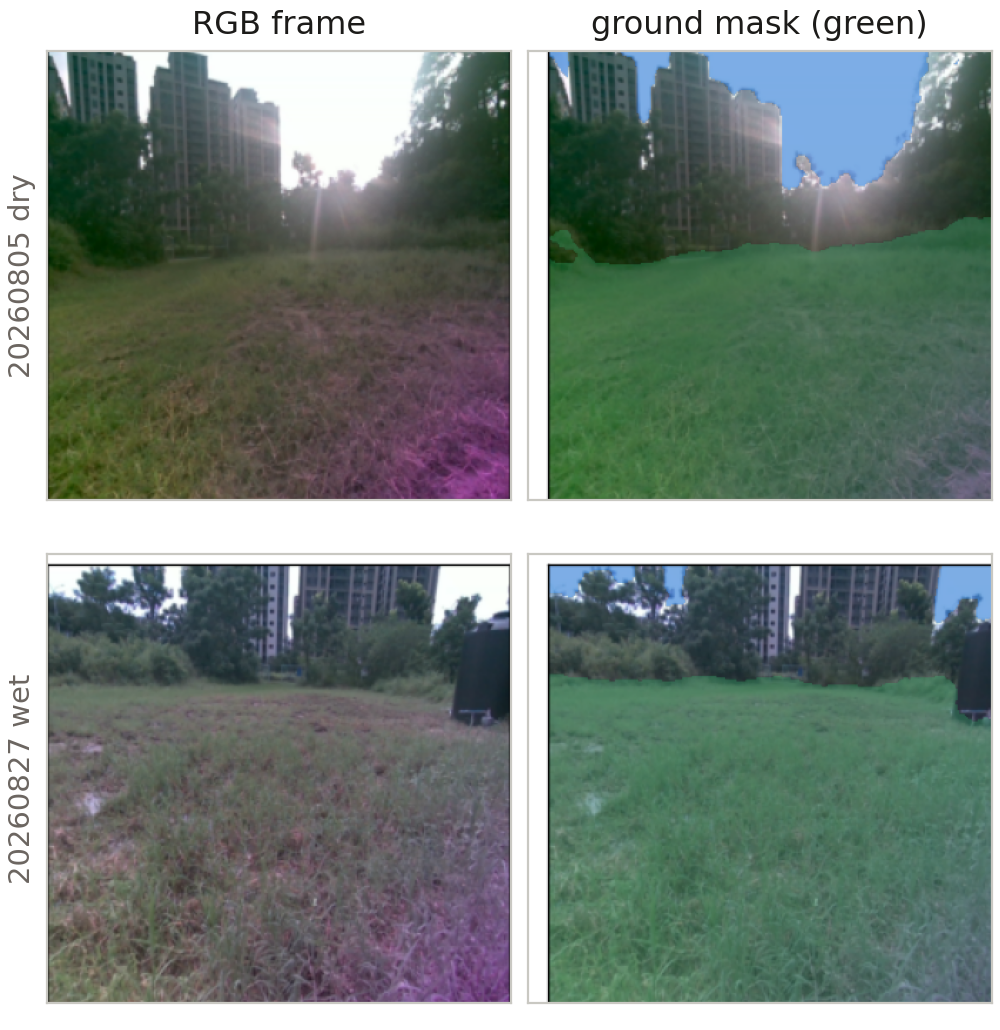 RGB frame
ground mask (green)
20260805 dry
20260827 wet